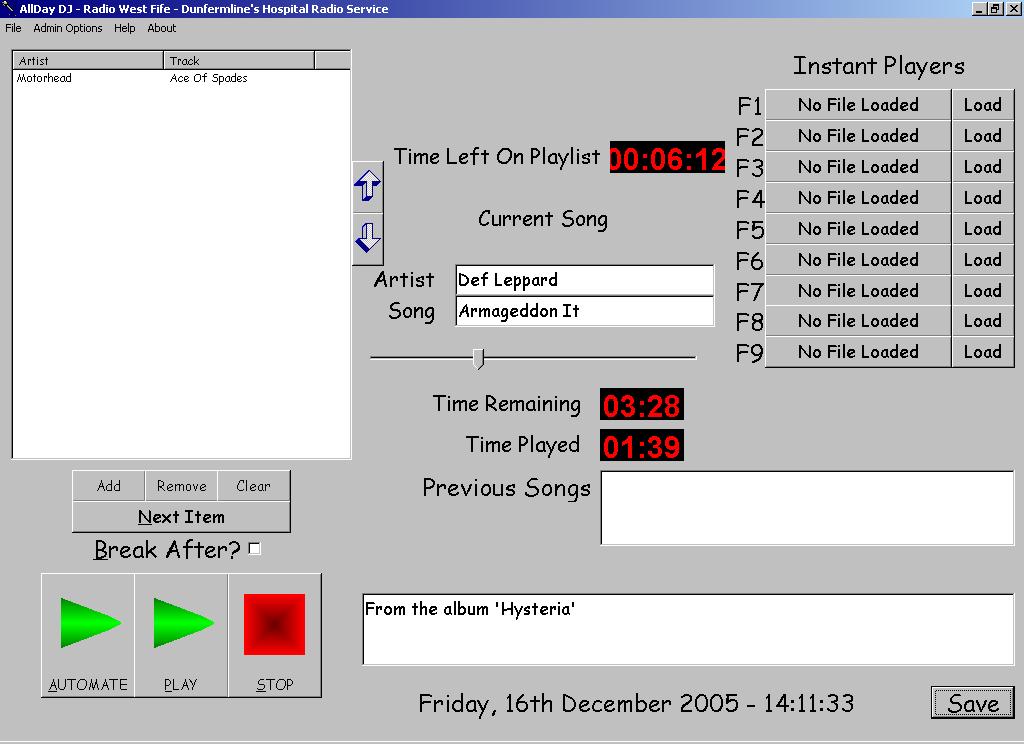 AllDay DJ - Radio West Fife - Dunfermline's Hospital Radio Service
File Admin Options Help About
Artist Track
Motorhead Ace Of Spades
Time Left On Playlist 00:06:12
Current Song
Artist Def Leppard
Song Armageddon It
Time Remaining 03:28
Time Played 01:39
Previous Songs
Instant Players
F1 No File Loaded Load
F2 No File Loaded Load
F3 No File Loaded Load
F4 No File Loaded Load
F5 No File Loaded Load
F6 No File Loaded Load
F7 No File Loaded Load
F8 No File Loaded Load
F9 No File Loaded Load
Add Remove Clear
Next Item
Break After?
AUTOMATE PLAY STOP
From the album 'Hysteria'
Friday, 16th December 2005 - 14:11:33
Save